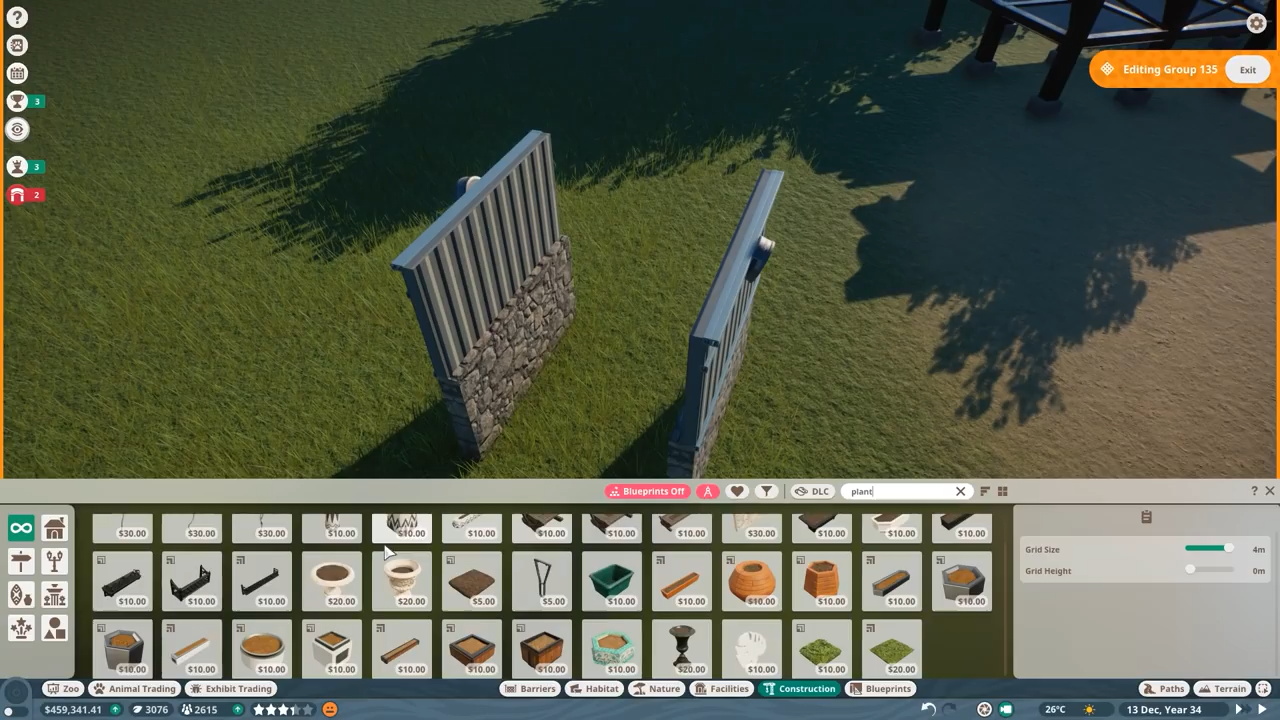 ?
3
3
2
Editing Group 135
Exit
Blueprints Off
DLC
plant
? 
$30.00 $30.00 $30.00 $10.00 $10.00 $10.00 $10.00 $10.00 $10.00 $30.00 $10.00 $10.00 $10.00
Grid Size 4m
Grid Height 0m
$10.00 $10.00 $10.00 $20.00 $20.00 $5.00 $5.00 $10.00 $10.00 $10.00 $10.00 $10.00 $10.00
$10.00 $10.00 $10.00 $10.00 $10.00 $10.00 $10.00 $10.00 $20.00 $10.00 $10.00 $20.00
Zoo Animal Trading Exhibit Trading Barriers Habitat Nature Facilities Construction Blueprints Paths Terrain
$459,341.41 3076 2615 26°C 13 Dec, Year 34